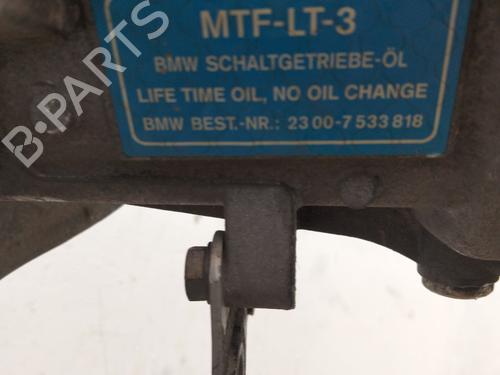 MTF-LT-3
BMW SCHALTGETRIEBE-ÖL
LIFE TIME OIL, NO OIL CHANGE
BMW BEST.-NR.: 23 00-7 533 818
B-PARTS